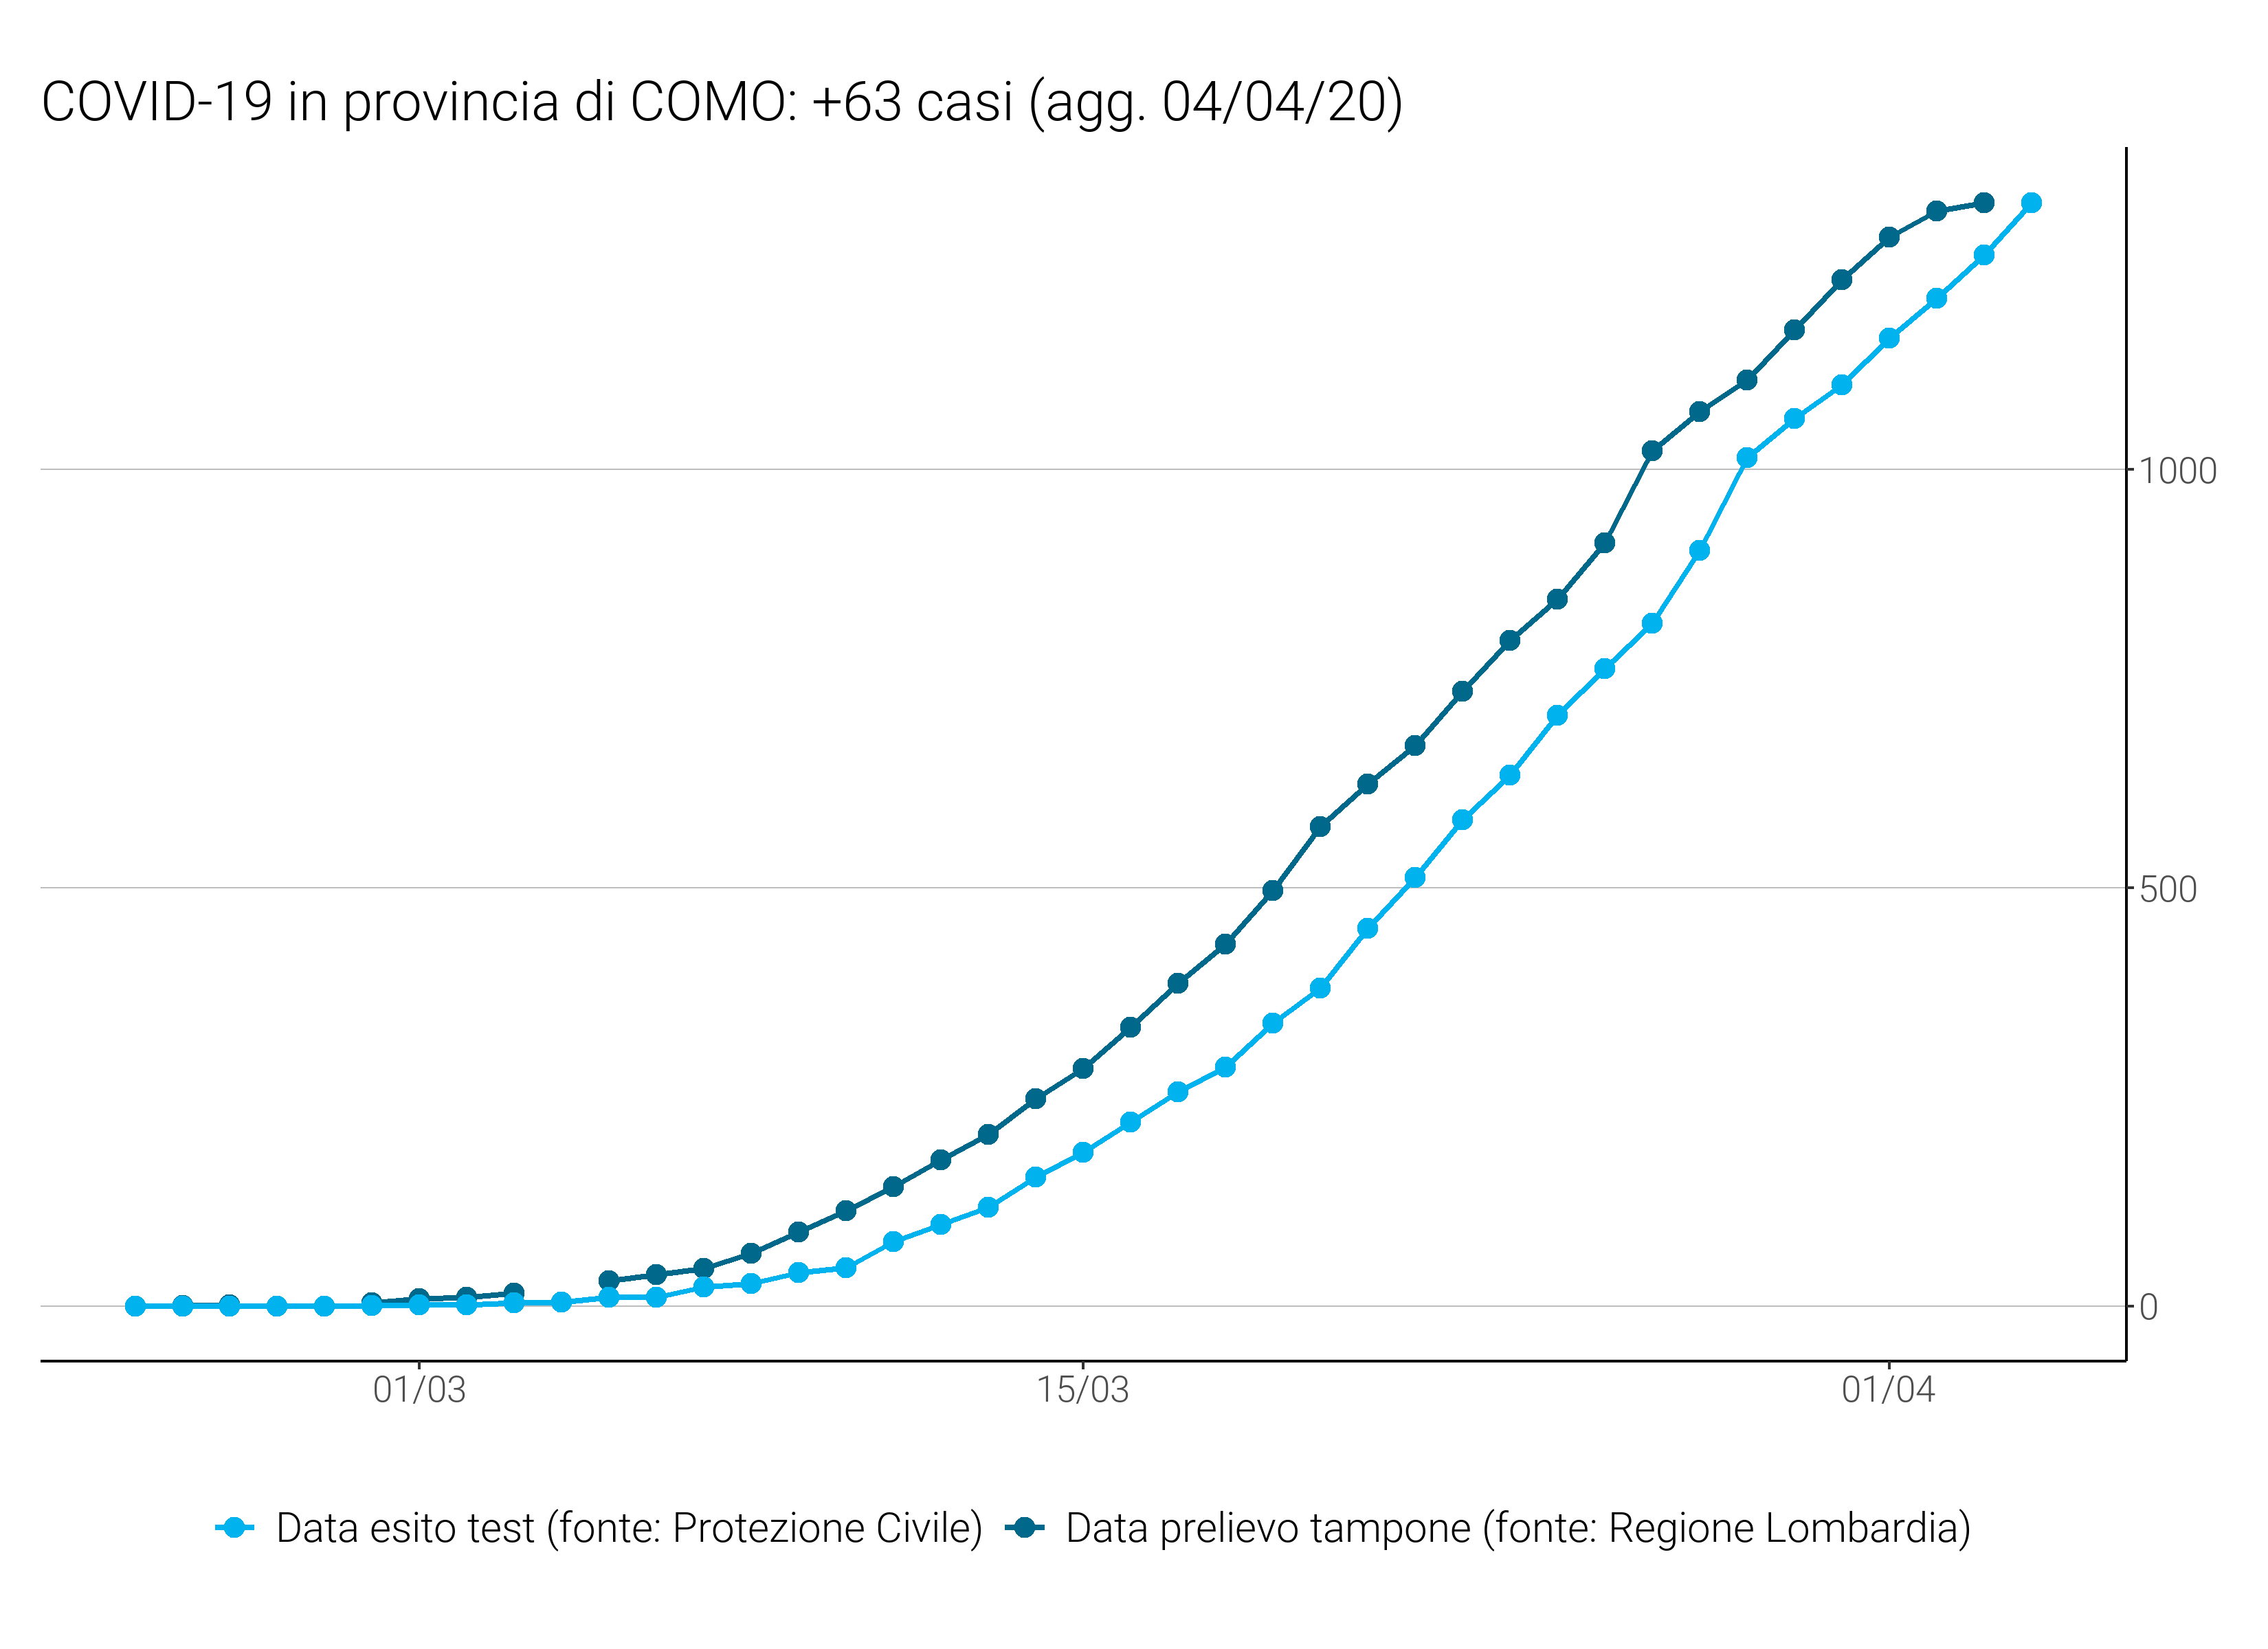 COVID-19 in provincia di COMO: +63 casi (agg. 04/04/20)
1000
500
0
01/03 15/03 01/04
Data esito test (fonte: Protezione Civile) Data prelievo tampone (fonte: Regione Lombardia)